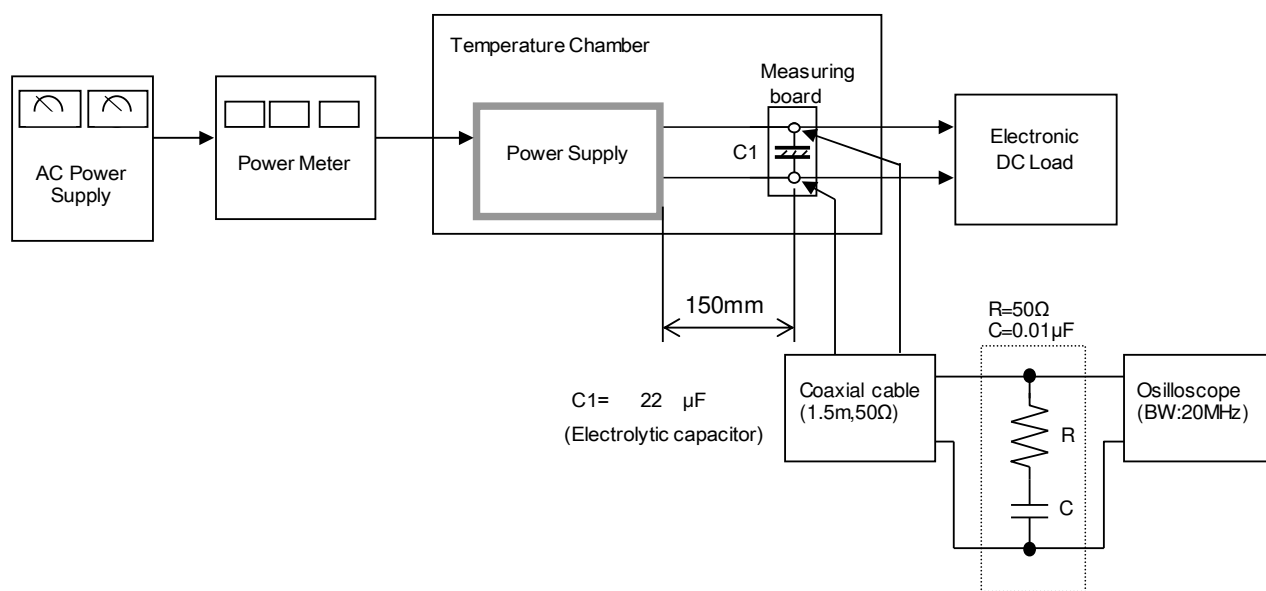 Temperature Chamber
Measuring
board
AC Power
Supply
Power Meter
Power Supply
C1
Electronic
DC Load
150mm
R=50Ω
C=0.01µF
C1= 22 µF
(Electrolytic capacitor)
Coaxial cable
(1.5m,50Ω)
R
C
Osilloscope
(BW:20MHz)